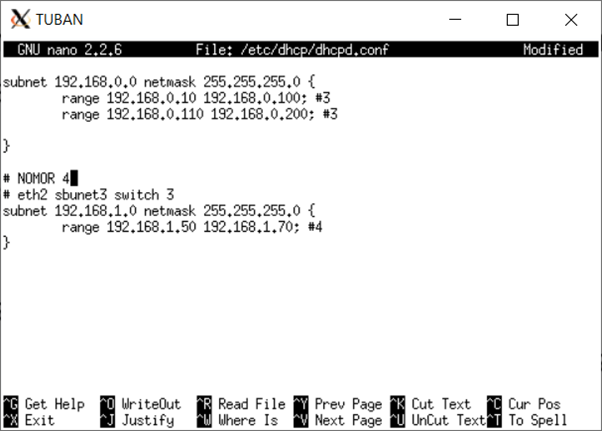 TUBAN
GNU nano 2.2.6 File: /etc/dhcp/dhcpd.conf Modified
subnet 192.168.0.0 netmask 255.255.255.0 {
range 192.168.0.10 192.168.0.100; #3
range 192.168.0.110 192.168.0.200; #3
}
# NOMOR 4
# eth2 sbunet3 switch 3
subnet 192.168.1.0 netmask 255.255.255.0 {
range 192.168.1.50 192.168.1.70; #4
}
^G Get Help ^O WriteOut ^R Read File ^Y Prev Page ^K Cut Text ^C Cur Pos
^X Exit ^J Justify ^W Where Is ^V Next Page ^U UnCut Text ^T To Spell